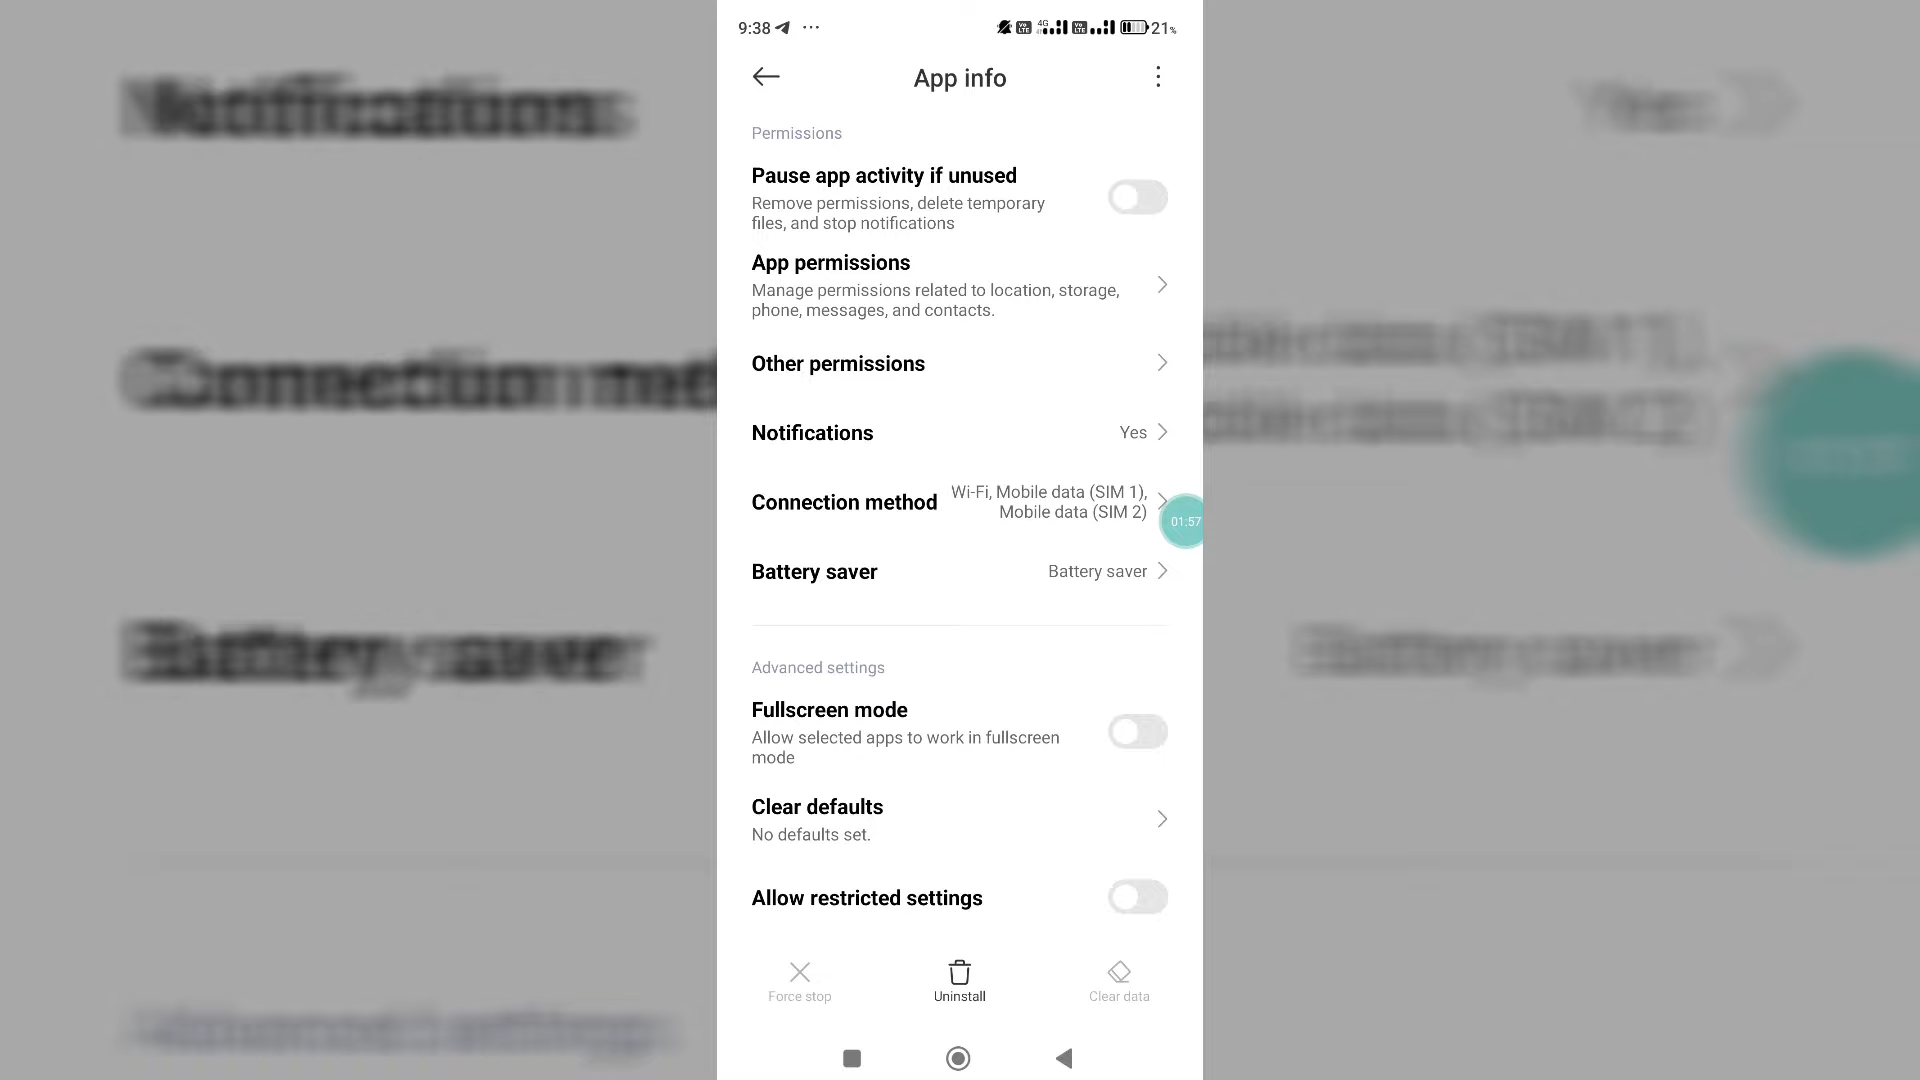 9:38 ... 4G 21%
App info
Permissions
Pause app activity if unused
Remove permissions, delete temporary
files, and stop notifications
App permissions
Manage permissions related to location, storage,
phone, messages, and contacts.
Other permissions
Notifications Yes
Connection method Wi-Fi, Mobile data (SIM 1),
Mobile data (SIM 2)
01:57
Battery saver Battery saver
Advanced settings
Fullscreen mode
Allow selected apps to work in fullscreen
mode
Clear defaults
No defaults set.
Allow restricted settings
Force stop Uninstall Clear data